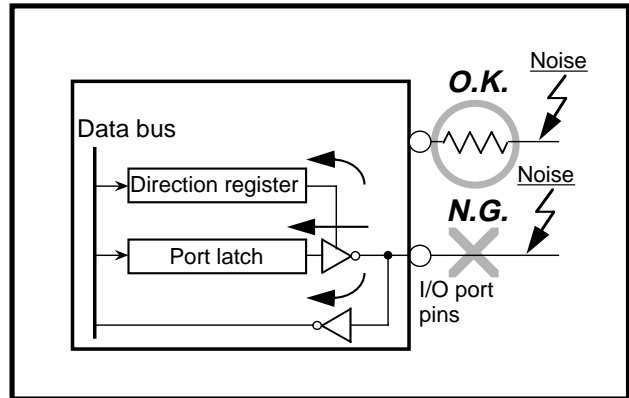 Noise
O.K.
Data bus
Noise
Direction register
N.G.
Port latch
I/O port
pins